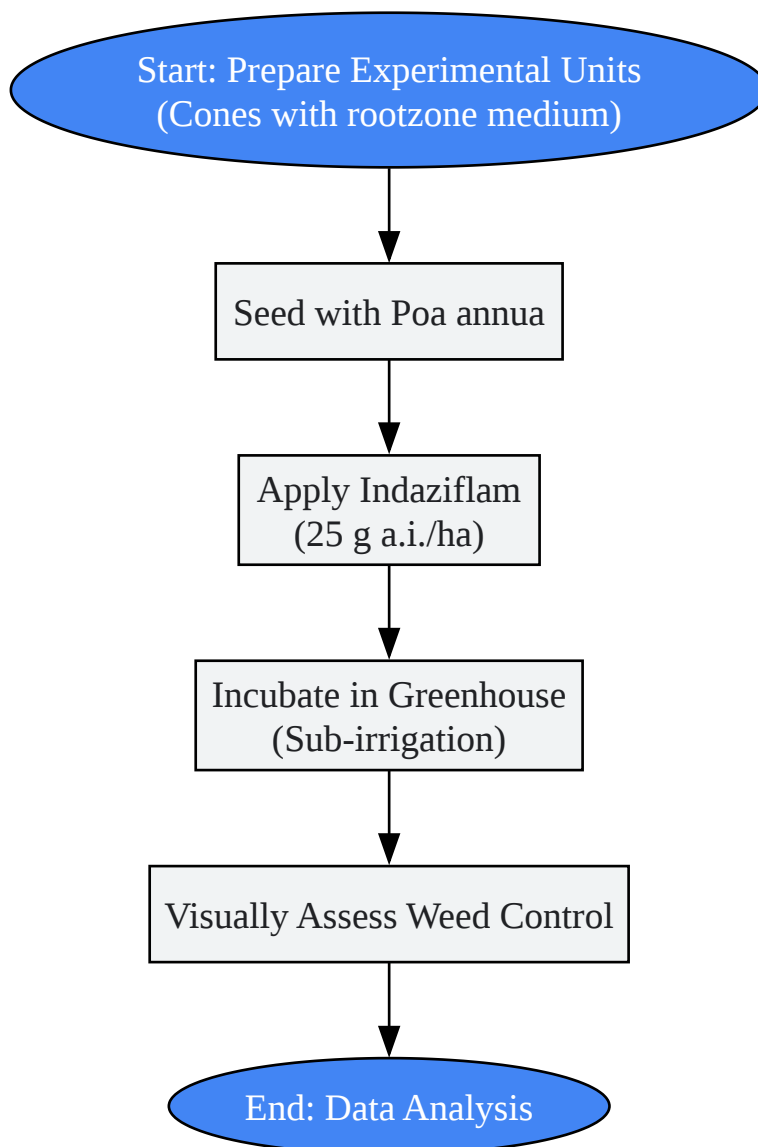 Start: Prepare Experimental Units
(Cones with rootzone medium)
Seed with Poa annua
Apply Indaziflam
(25 g a.i./ha)
Incubate in Greenhouse
(Sub-irrigation)
Visually Assess Weed Control
End: Data Analysis